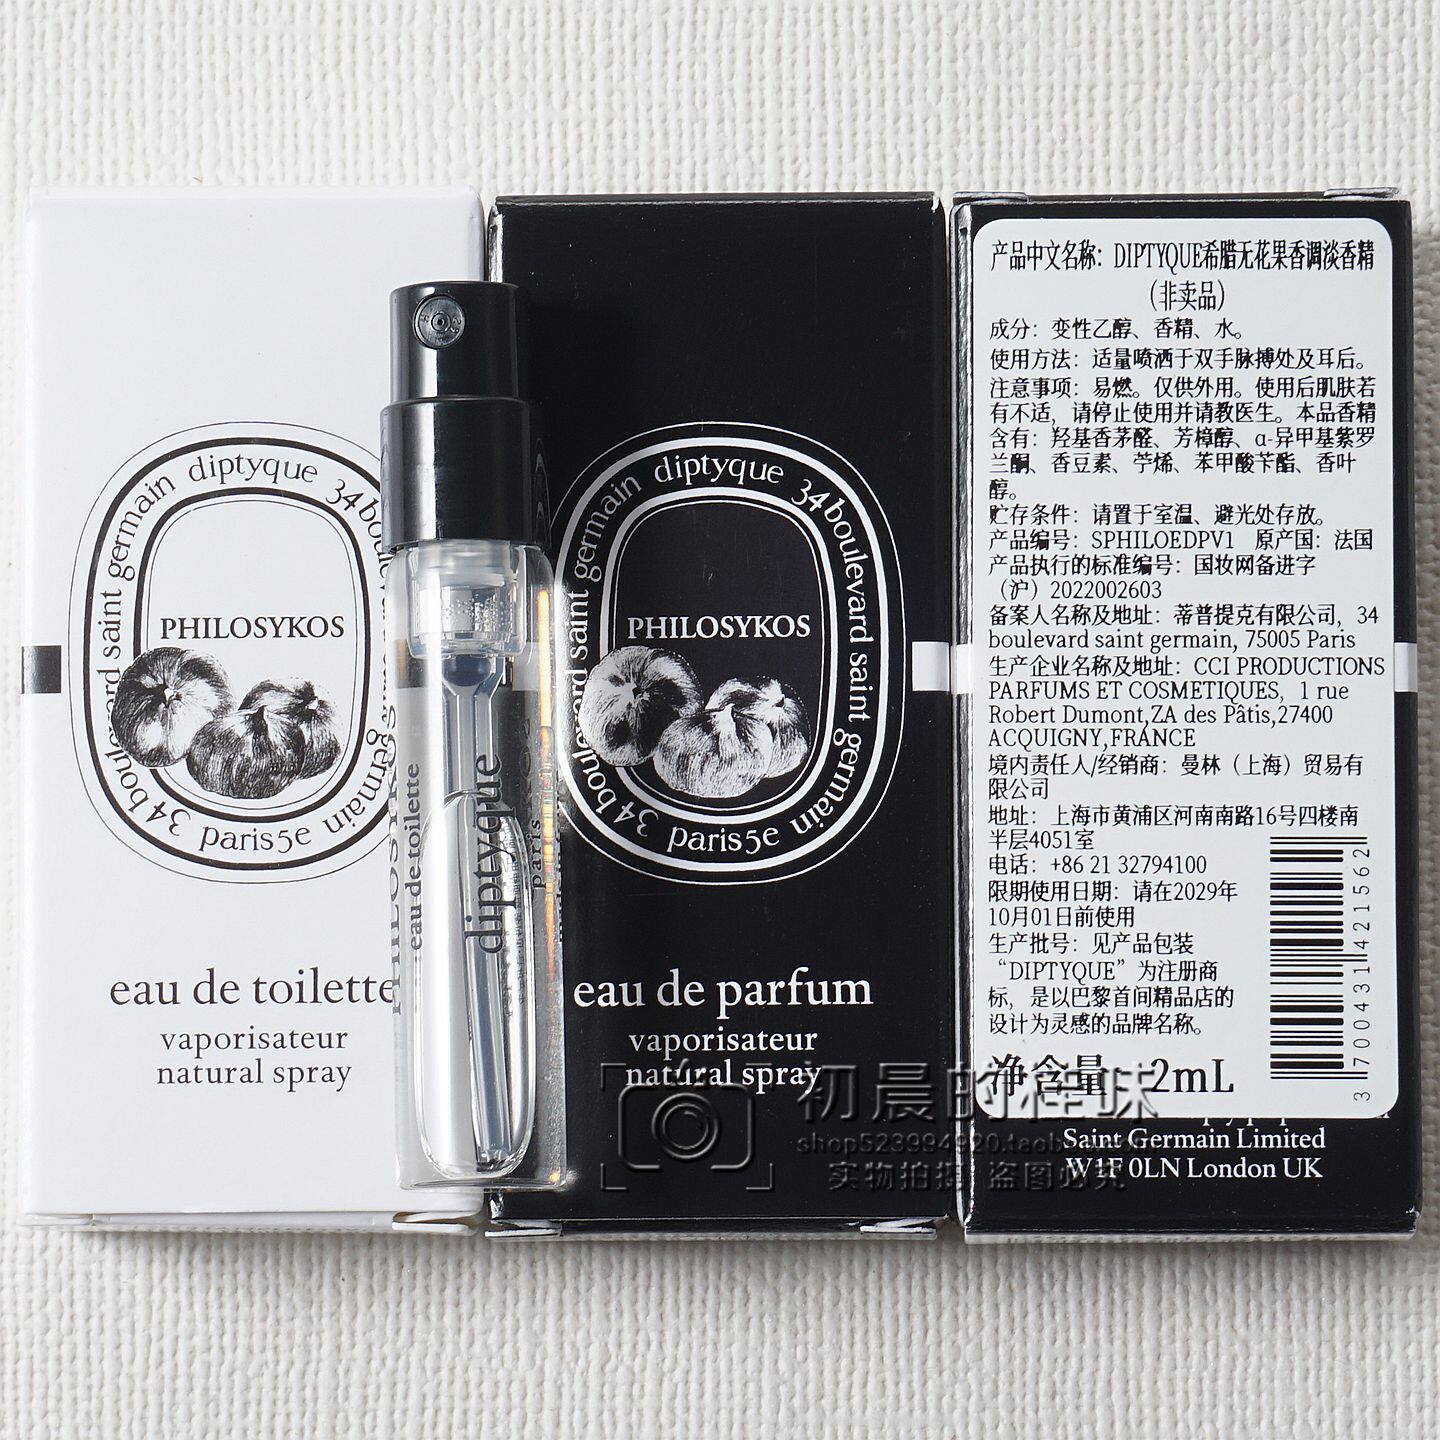 diptyque 34 boulevard saint germain paris5e 34 boulevard saint germain
PHILOSYKOS
eau de toilette
vaporisateur
natural spray
PHILOSYKOS
eau de toilette
diptyque
paris
diptyque 34 boulevard saint germain paris5e 34 boulevard saint germain
PHILOSYKOS
eau de parfum
vaporisateur
natural spray
产品中文名称：DIPTYQUE希腊无花果香调淡香精
（非卖品）
成分：变性乙醇、香精、水。
使用方法：适量喷洒于双手脉搏处及耳后。
注意事项：易燃。仅供外用。使用后肌肤若
有不适，请停止使用并请教医生。本品香精
含有：羟基香茅醛、芳樟醇、α-异甲基紫罗
兰酮、香豆素、苧烯、苯甲酸苄酯、香叶
醇。
贮存条件：请置于室温、避光处存放。
产品编号：SPHILOEDPV1 原产国：法国
产品执行的标准编号：国妆网备进字
（沪）2022002603
备案人名称及地址：蒂普提克有限公司，34
boulevard saint germain, 75005 Paris
生产企业名称及地址：CCI PRODUCTIONS
PARFUMS ET COSMETIQUES，1 rue
Robert Dumont,ZA des Pâtis,27400
ACQUIGNY,FRANCE
境内责任人/经销商：曼林（上海）贸易有
限公司
地址：上海市黄浦区河南南路16号四楼南
半层4051室
电话：+86 21 32794100
限期使用日期：请在2029年
10月01日前使用
生产批号：见产品包装
“DIPTYQUE”为注册商
标，是以巴黎首间精品店的
设计为灵感的品牌名称。
净含量 2mL
3700431421562
Saint Germain Limited
W1F 0LN London UK
初晨的桂味
shop523994920.taobao
实物拍摄 盗图必究